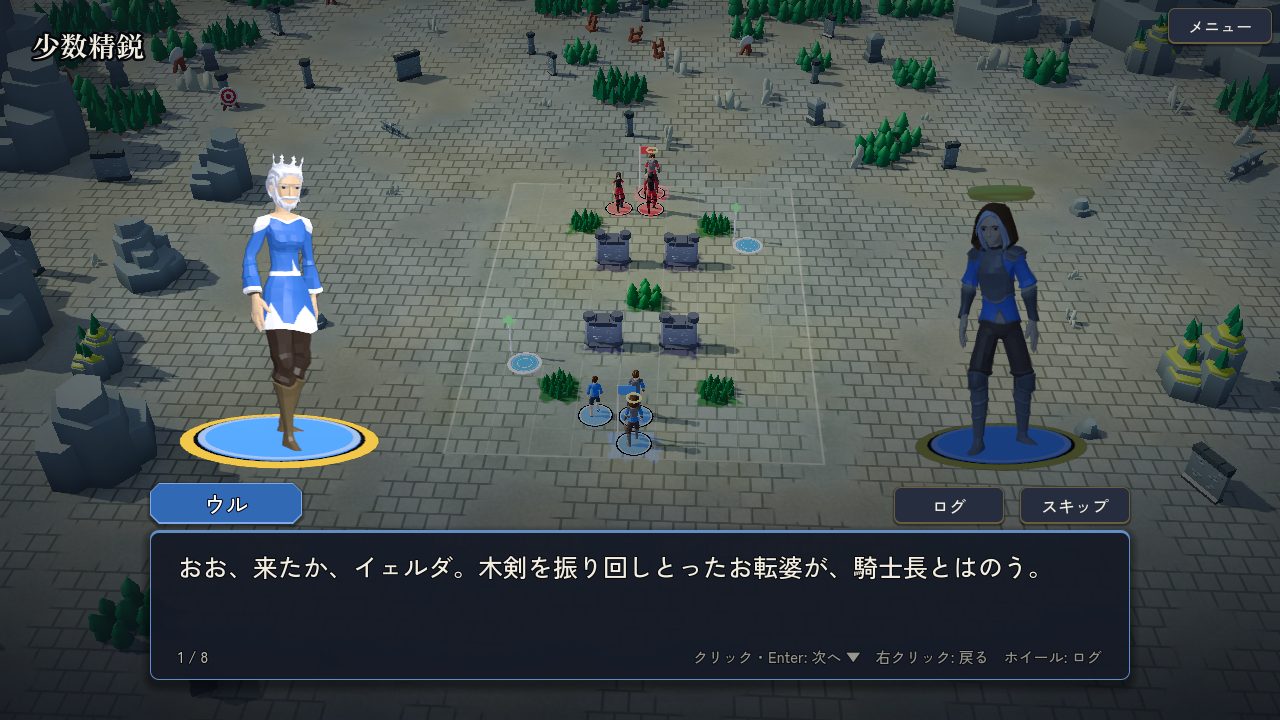 少数精鋭
メニュー
ウル
ログ
スキップ
おお、来たか、イェルダ。木剣を振り回しとったお転婆が、騎士長とはのう。
1 / 8
クリック・Enter: 次へ ▼ 右クリック: 戻る ホイール: ログ